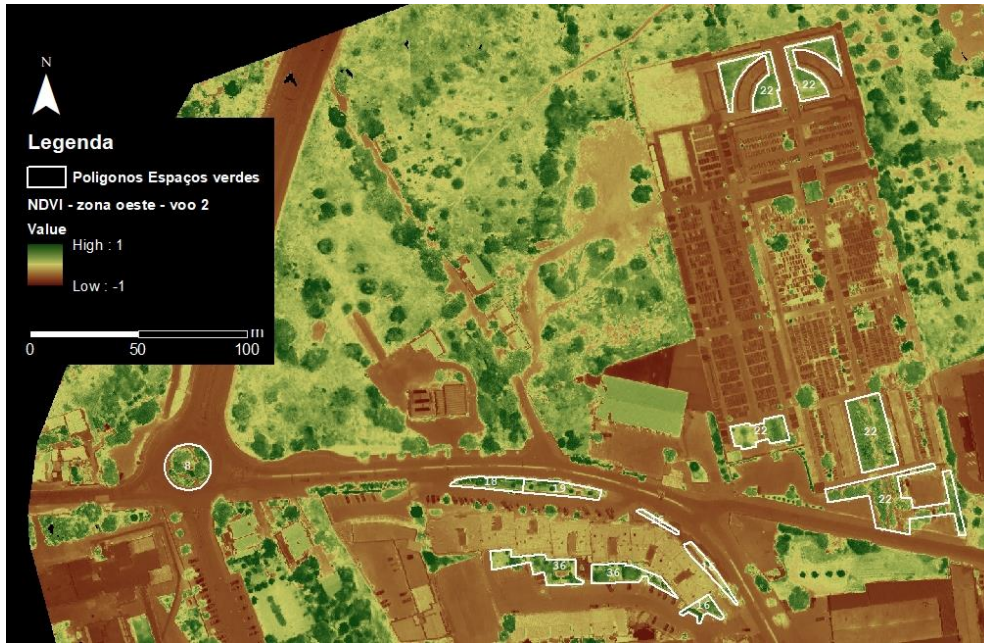 N
Legenda
Poligonos Espaços verdes
NDVI - zona oeste - voo 2
Value
High : 1
Low : -1
m
0 50 100
22 22
22
22
22
8
18
36
36
16